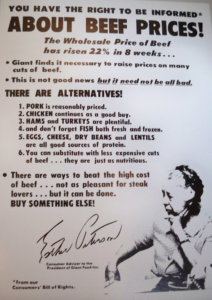 YOU HAVE THE RIGHT TO BE INFORMED*
ABOUT BEEF PRICES!
The Wholesale Price of Beef
has risen 22% in 8 weeks...
• Giant finds it necessary to raise prices on many
cuts of beef.
• This is not good news but it need not be all bad.
THERE ARE ALTERNATIVES!
1. PORK is reasonably priced.
2. CHICKEN continues as a good buy.
3. HAMS and TURKEYS are plentiful.
4. and don't forget FISH both fresh and frozen.
5. EGGS, CHEESE, DRY BEANS and LENTILS
are all good sources of protein.
6. You can substitute with less expensive cuts
of beef... they are just as nutritious.
• There are ways to beat the high cost
of beef... not as pleasant for steak
lovers... but it can be done.
BUY SOMETHING ELSE!
Esther Peterson
Consumer Advisor to the
President of Giant Food Inc.
*From our
Consumers' Bill of Rights.